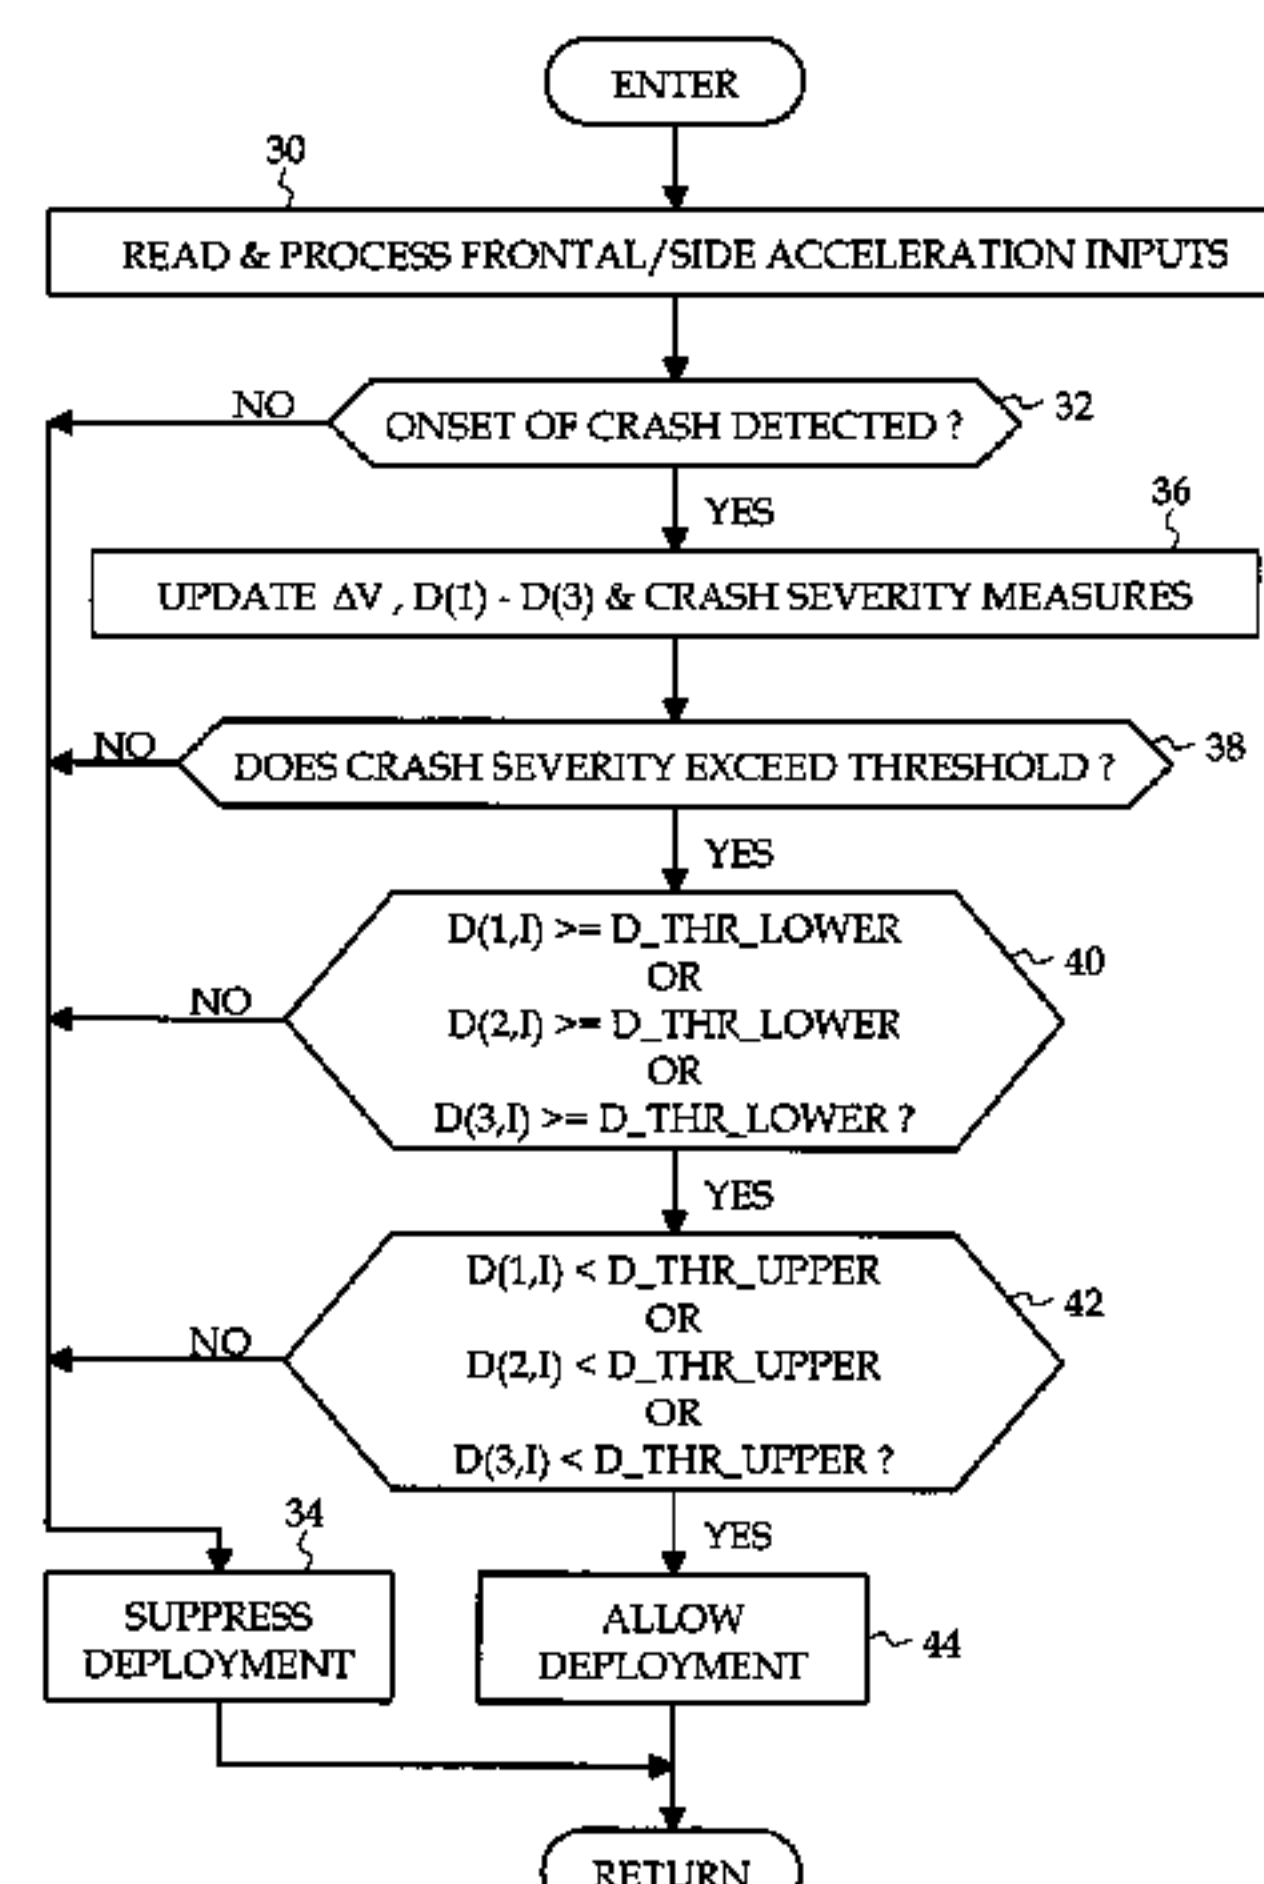 ENTER
30
READ & PROCESS FRONTAL/SIDE ACCELERATION INPUTS
NO
ONSET OF CRASH DETECTED ?
32
YES
36
UPDATE ΔV , D(1) - D(3) & CRASH SEVERITY MEASURES
NO
DOES CRASH SEVERITY EXCEED THRESHOLD ?
38
YES
D(1,I) >= D_THR_LOWER
OR
D(2,I) >= D_THR_LOWER
OR
D(3,I) >= D_THR_LOWER ?
40
NO
YES
D(1,I) < D_THR_UPPER
OR
D(2,I) < D_THR_UPPER
OR
D(3,I) < D_THR_UPPER ?
42
NO
YES
34
SUPPRESS
DEPLOYMENT
ALLOW
DEPLOYMENT
44
RETURN